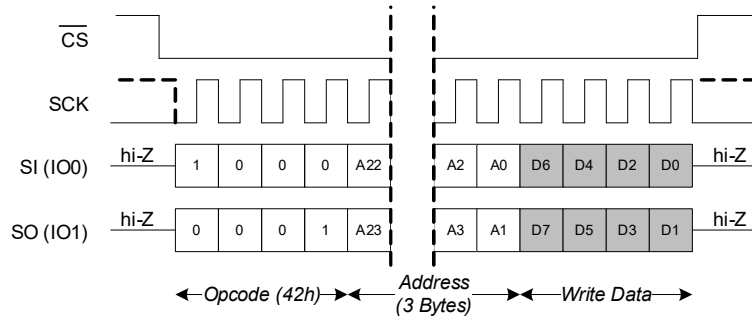 CS
SCK
SI (IO0) hi-Z 1 0 0 0 A22 A2 A0 D6 D4 D2 D0 hi-Z
SO (IO1) hi-Z 0 0 0 1 A23 A3 A1 D7 D5 D3 D1 hi-Z
Opcode (42h) Address Write Data
(3 Bytes)